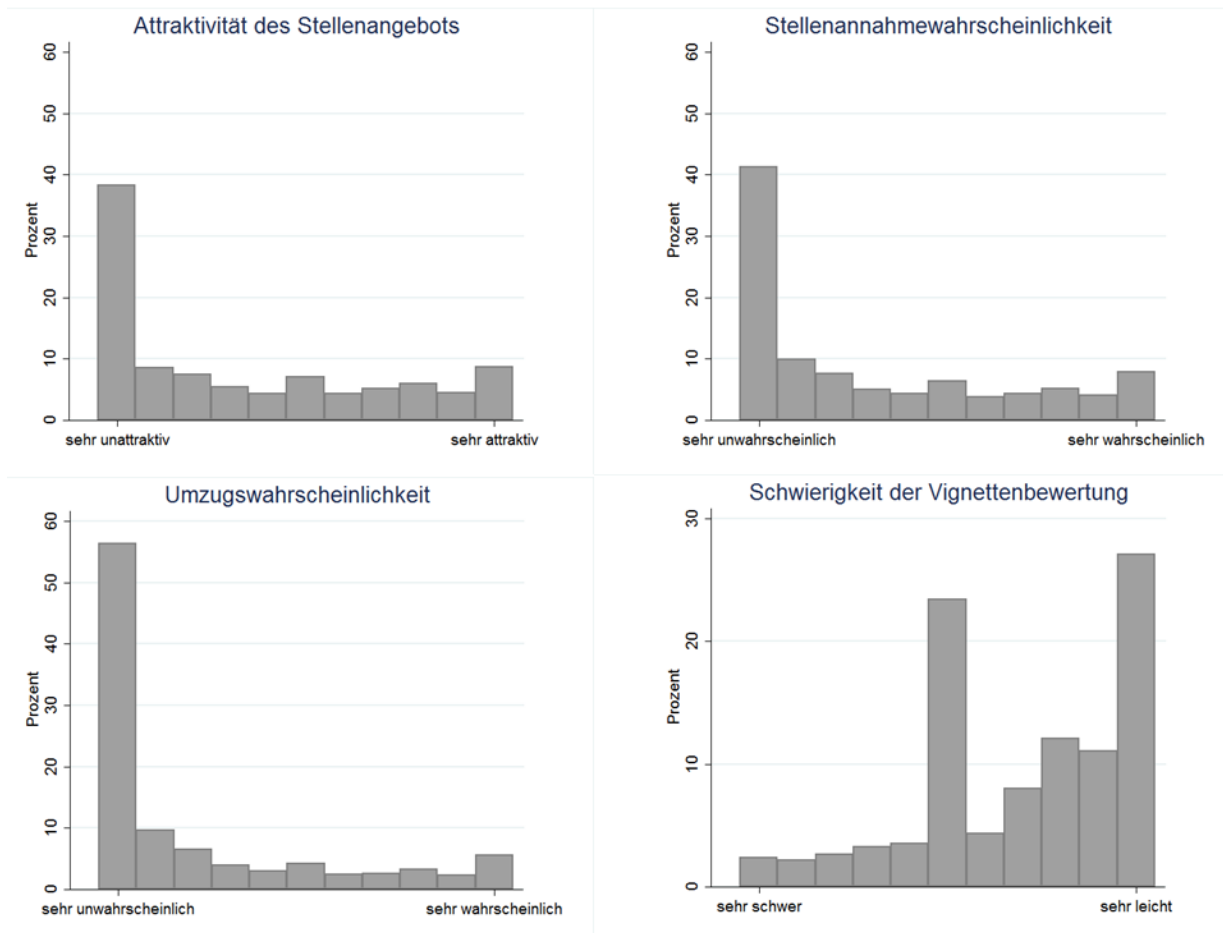 Attraktivität des Stellenangebots
60
50
40
30
20
10
0
Prozent
sehr unattraktiv
sehr attraktiv
Stellenannahmewahrscheinlichkeit
60
50
40
30
20
10
0
Prozent
sehr unwahrscheinlich
sehr wahrscheinlich
Umzugswahrscheinlichkeit
60
50
40
30
20
10
0
Prozent
sehr unwahrscheinlich
sehr wahrscheinlich
Schwierigkeit der Vignettenbewertung
30
20
10
0
Prozent
sehr schwer
sehr leicht